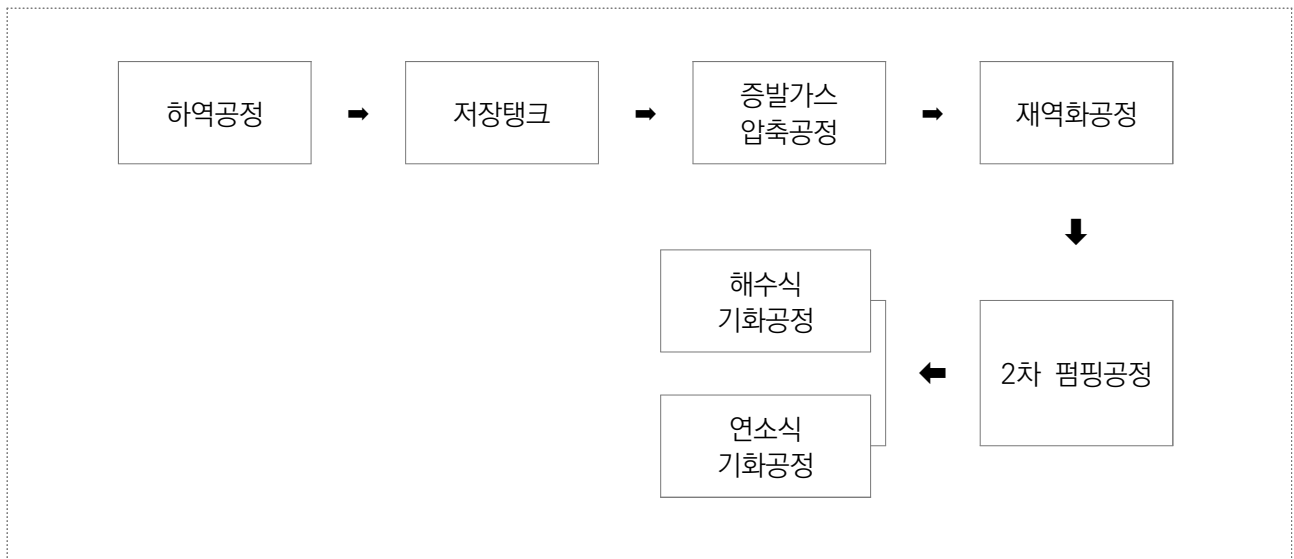 하역공정
저장탱크
증발가스
압축공정
재역화공정
해수식
기화공정
2차 펌핑공정
연소식
기화공정